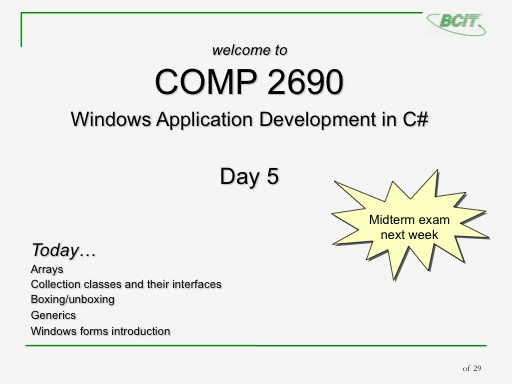 BCIT
welcome to
COMP 2690
Windows Application Development in C#
Day 5
Midterm exam
next week
Today…
Arrays
Collection classes and their interfaces
Boxing/unboxing
Generics
Windows forms introduction
of 29